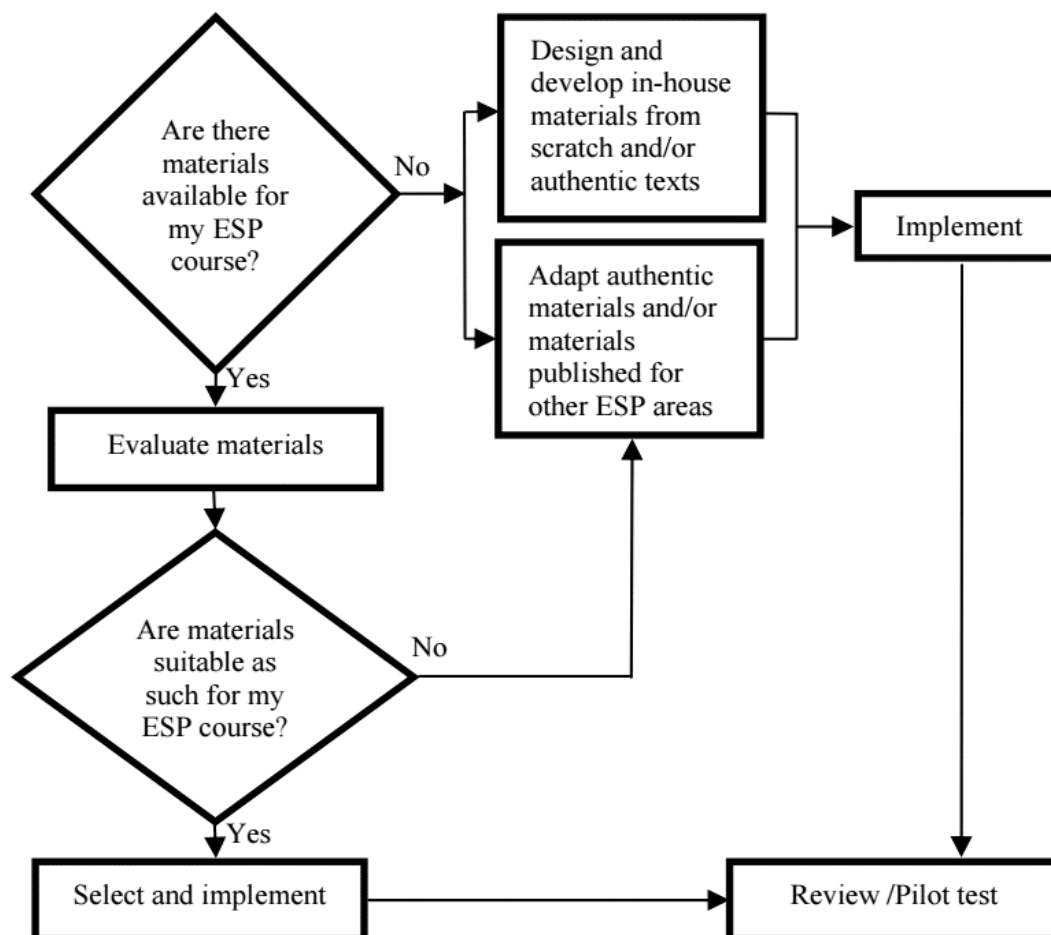 Are there
materials
available for
my ESP
course?
No
Design and
develop in-house
materials from
scratch and/or
authentic texts
Implement
Adapt authentic
materials and/or
materials
published for
other ESP areas
Yes
Evaluate materials
Are materials
suitable as
such for my
ESP course?
No
Yes
Select and implement
Review /Pilot test